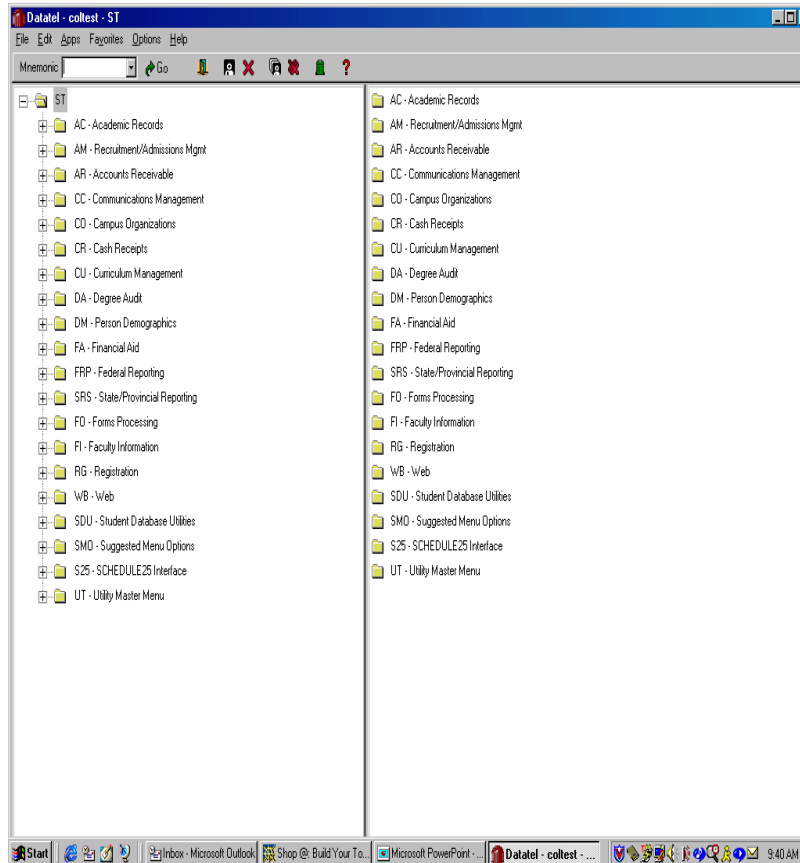 Datatel - coltest - ST
File Edit Apps Favorites Options Help
Mnemonic Go ?
ST
AC - Academic Records
AM - Recruitment/Admissions Mgmt
AR - Accounts Receivable
CC - Communications Management
CO - Campus Organizations
CR - Cash Receipts
CU - Curriculum Management
DA - Degree Audit
DM - Person Demographics
FA - Financial Aid
FRP - Federal Reporting
SRS - State/Provincial Reporting
FO - Forms Processing
FI - Faculty Information
RG - Registration
WB - Web
SDU - Student Database Utilities
SMO - Suggested Menu Options
S25 - SCHEDULE25 Interface
UT - Utility Master Menu
AC - Academic Records
AM - Recruitment/Admissions Mgmt
AR - Accounts Receivable
CC - Communications Management
CO - Campus Organizations
CR - Cash Receipts
CU - Curriculum Management
DA - Degree Audit
DM - Person Demographics
FA - Financial Aid
FRP - Federal Reporting
SRS - State/Provincial Reporting
FO - Forms Processing
FI - Faculty Information
RG - Registration
WB - Web
SDU - Student Database Utilities
SMO - Suggested Menu Options
S25 - SCHEDULE25 Interface
UT - Utility Master Menu
Start Inbox - Microsoft Outlook Shop @: Build Your To... Microsoft PowerPoint - ... Datatel - coltest - ... 9:40 AM